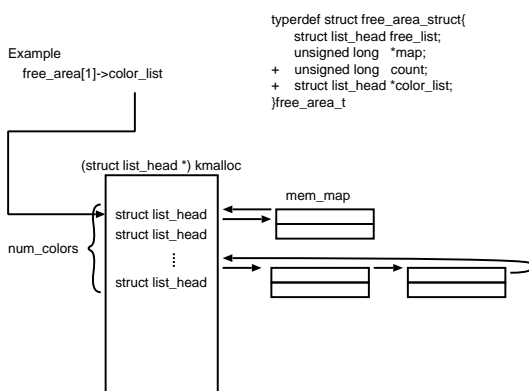 typerdef struct free_area_struct{
struct list_head free_list;
unsigned long *map;
+ unsigned long count;
+ struct list_head *color_list;
}free_area_t
Example
free_area[1]->color_list
(struct list_head *) kmalloc
mem_map
struct list_head
struct list_head
num_colors
....
struct list_head